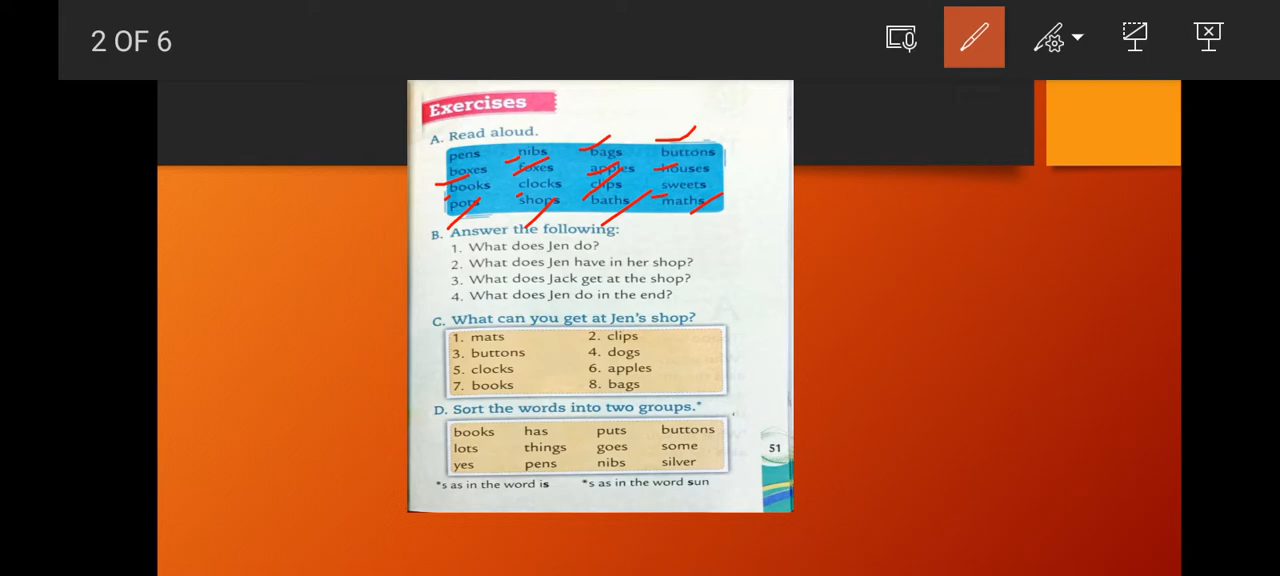 2 OF 6
Exercises
A. Read aloud.
pens nibs bags buttons
boxes foxes apples houses
books clocks clips sweets
pots shops baths maths
B. Answer the following:
1. What does Jen do?
2. What does Jen have in her shop?
3. What does Jack get at the shop?
4. What does Jen do in the end?
C. What can you get at Jen's shop?
1. mats 2. clips
3. buttons 4. dogs
5. clocks 6. apples
7. books 8. bags
D. Sort the words into two groups.*
books has puts buttons
lots things goes some
yes pens nibs silver
*s as in the word is *s as in the word sun
51